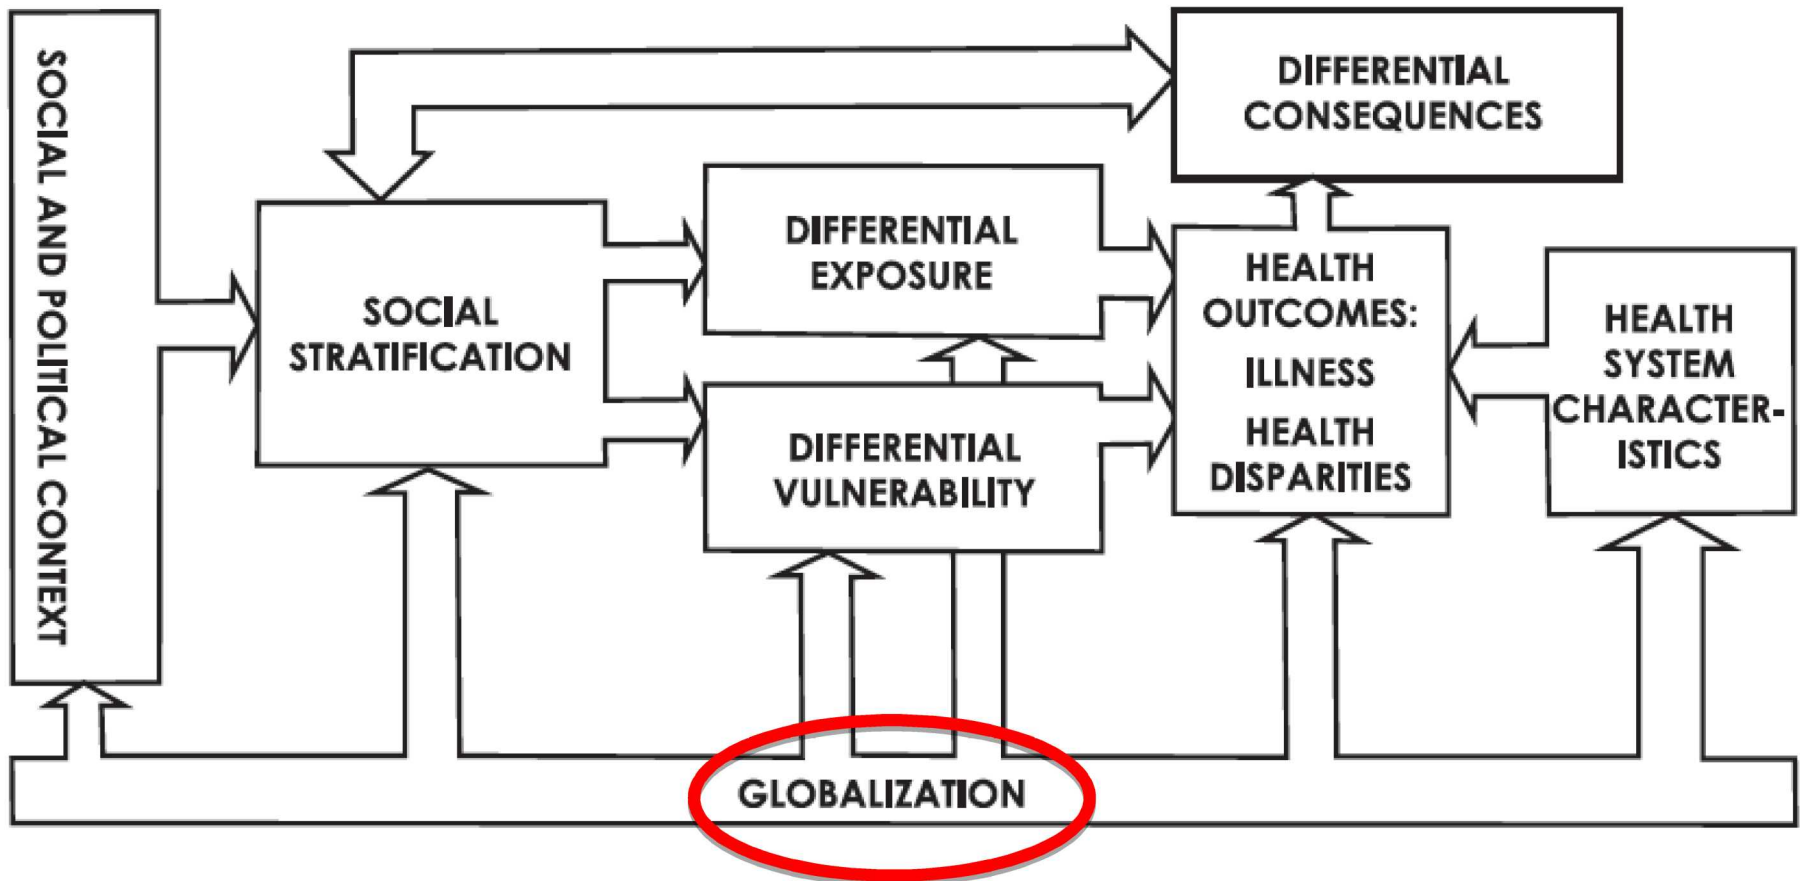 SOCIAL AND POLITICAL CONTEXT
SOCIAL
STRATIFICATION
DIFFERENTIAL
EXPOSURE
DIFFERENTIAL
VULNERABILITY
DIFFERENTIAL
CONSEQUENCES
HEALTH
OUTCOMES:
ILLNESS
HEALTH
DISPARITIES
HEALTH
SYSTEM
CHARACTER-
ISTICS
GLOBALIZATION